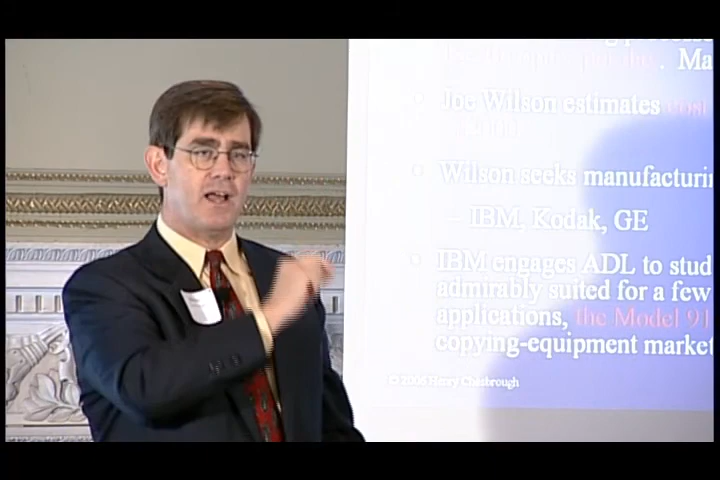 . Ma
Joe Wilson estimates cost
Wilson seeks manufacturin
– IBM, Kodak, GE
IBM engages ADL to stud
admirably suited for a few
applications, the Model 91
copying-equipment market
© 2006 Henry Chesbrough